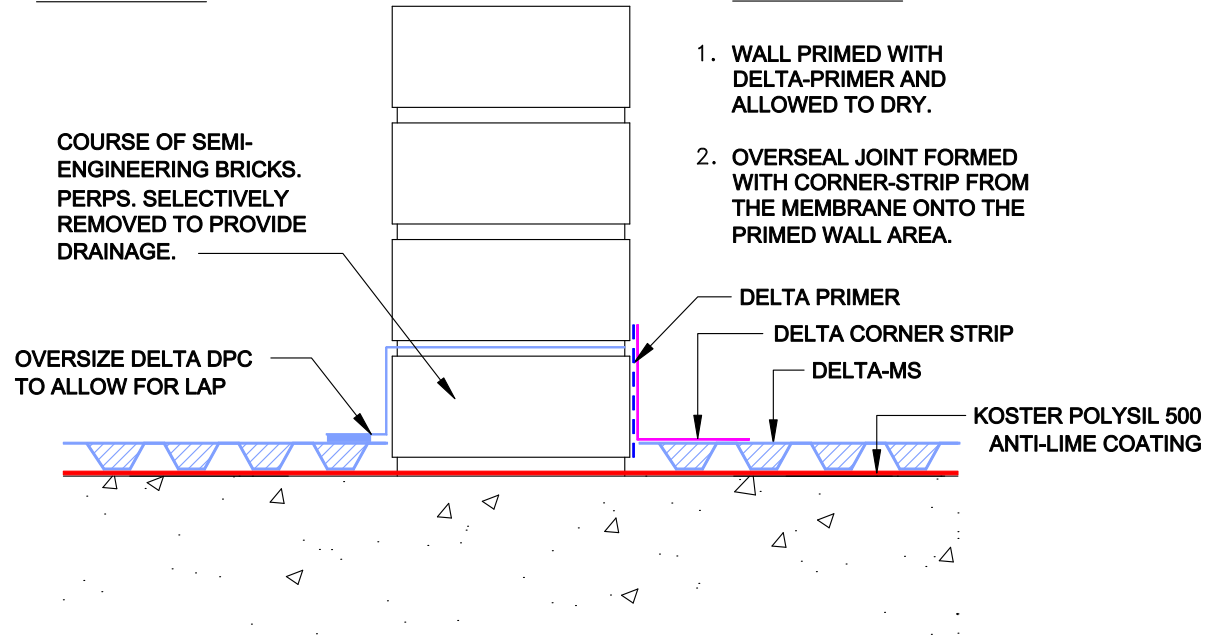 1. WALL PRIMED WITH
DELTA-PRIMER AND
ALLOWED TO DRY.
2. OVERSEAL JOINT FORMED
WITH CORNER-STRIP FROM
THE MEMBRANE ONTO THE
PRIMED WALL AREA.
COURSE OF SEMI-
ENGINEERING BRICKS.
PERPS. SELECTIVELY
REMOVED TO PROVIDE
DRAINAGE.
OVERSIZE DELTA DPC
TO ALLOW FOR LAP
DELTA PRIMER
DELTA CORNER STRIP
DELTA-MS
KOSTER POLYSIL 500
ANTI-LIME COATING